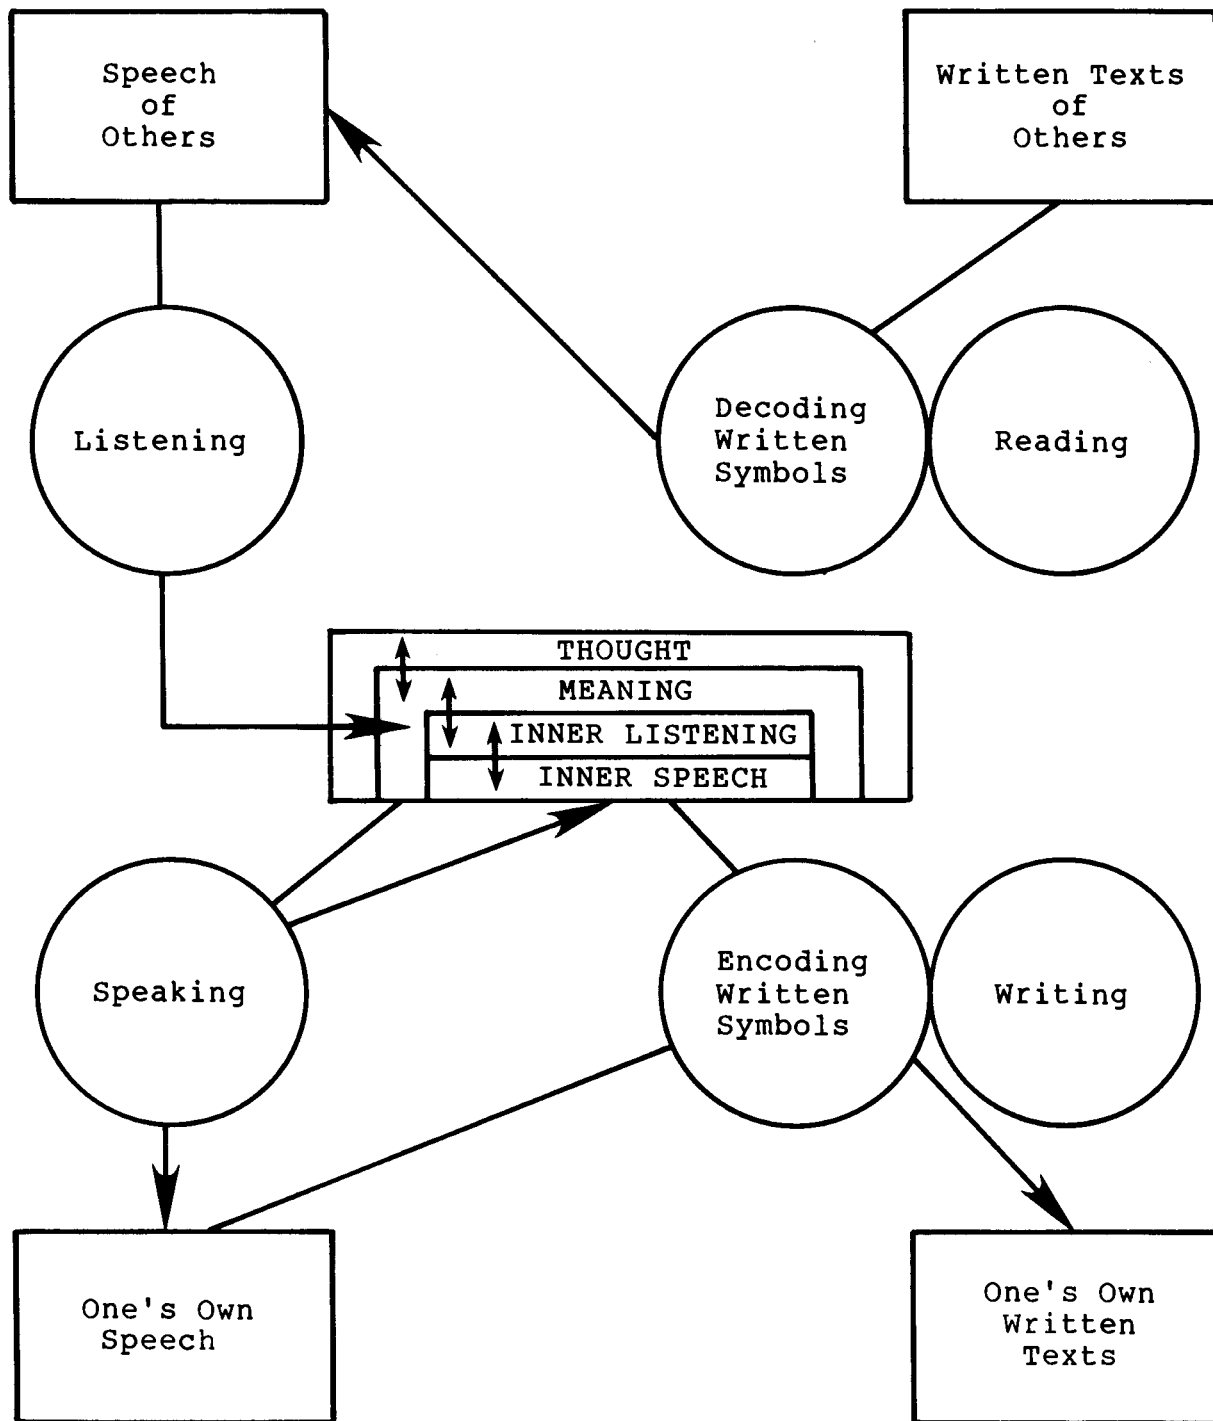 Speech
of
Others
Written Texts
of
Others
Listening
Decoding
Written
Symbols
Reading
THOUGHT
MEANING
INNER LISTENING
INNER SPEECH
Speaking
Encoding
Written
Symbols
Writing
One's Own
Speech
One's Own
Written
Texts